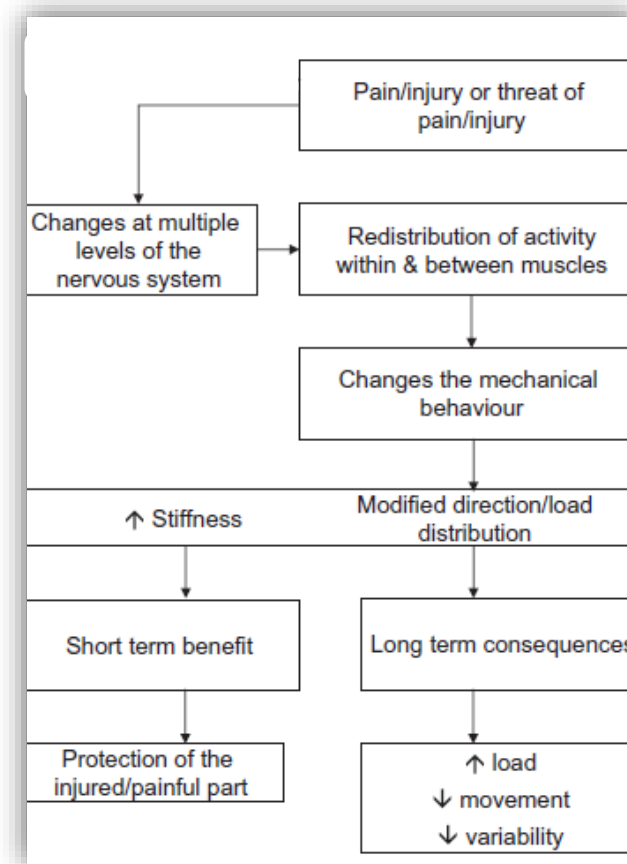 Pain/injury or threat of
pain/injury
Changes at multiple
levels of the
nervous system
Redistribution of activity
within & between muscles
Changes the mechanical
behaviour
↑ Stiffness
Modified direction/load
distribution
Short term benefit
Long term consequences
Protection of the
injured/painful part
↑ load
↓ movement
↓ variability